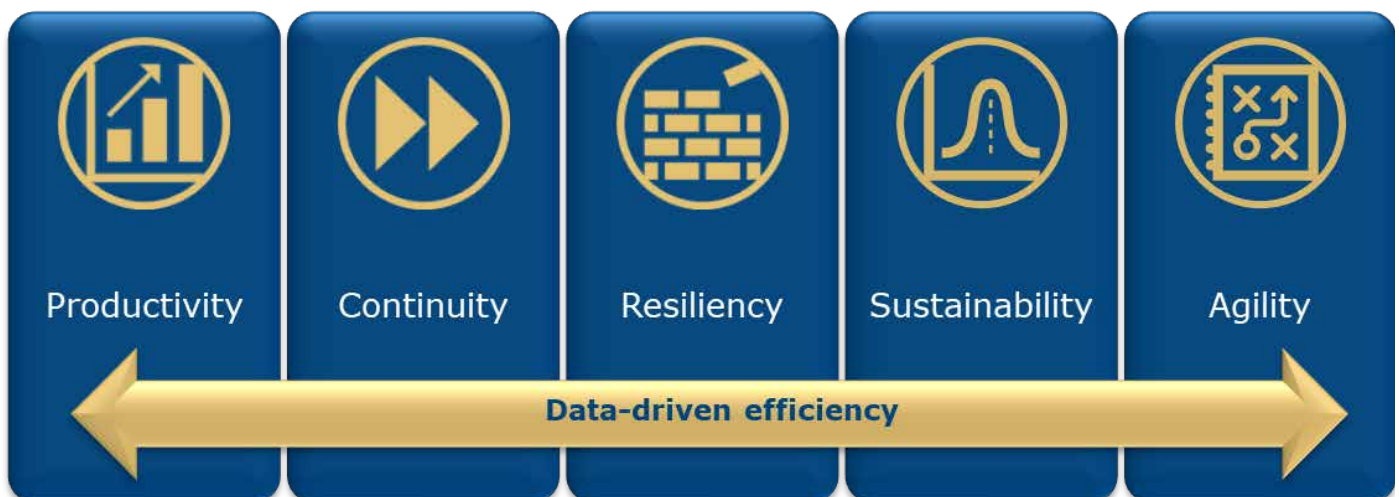 Productivity
Continuity
Resiliency
Sustainability
Agility
Data-driven efficiency